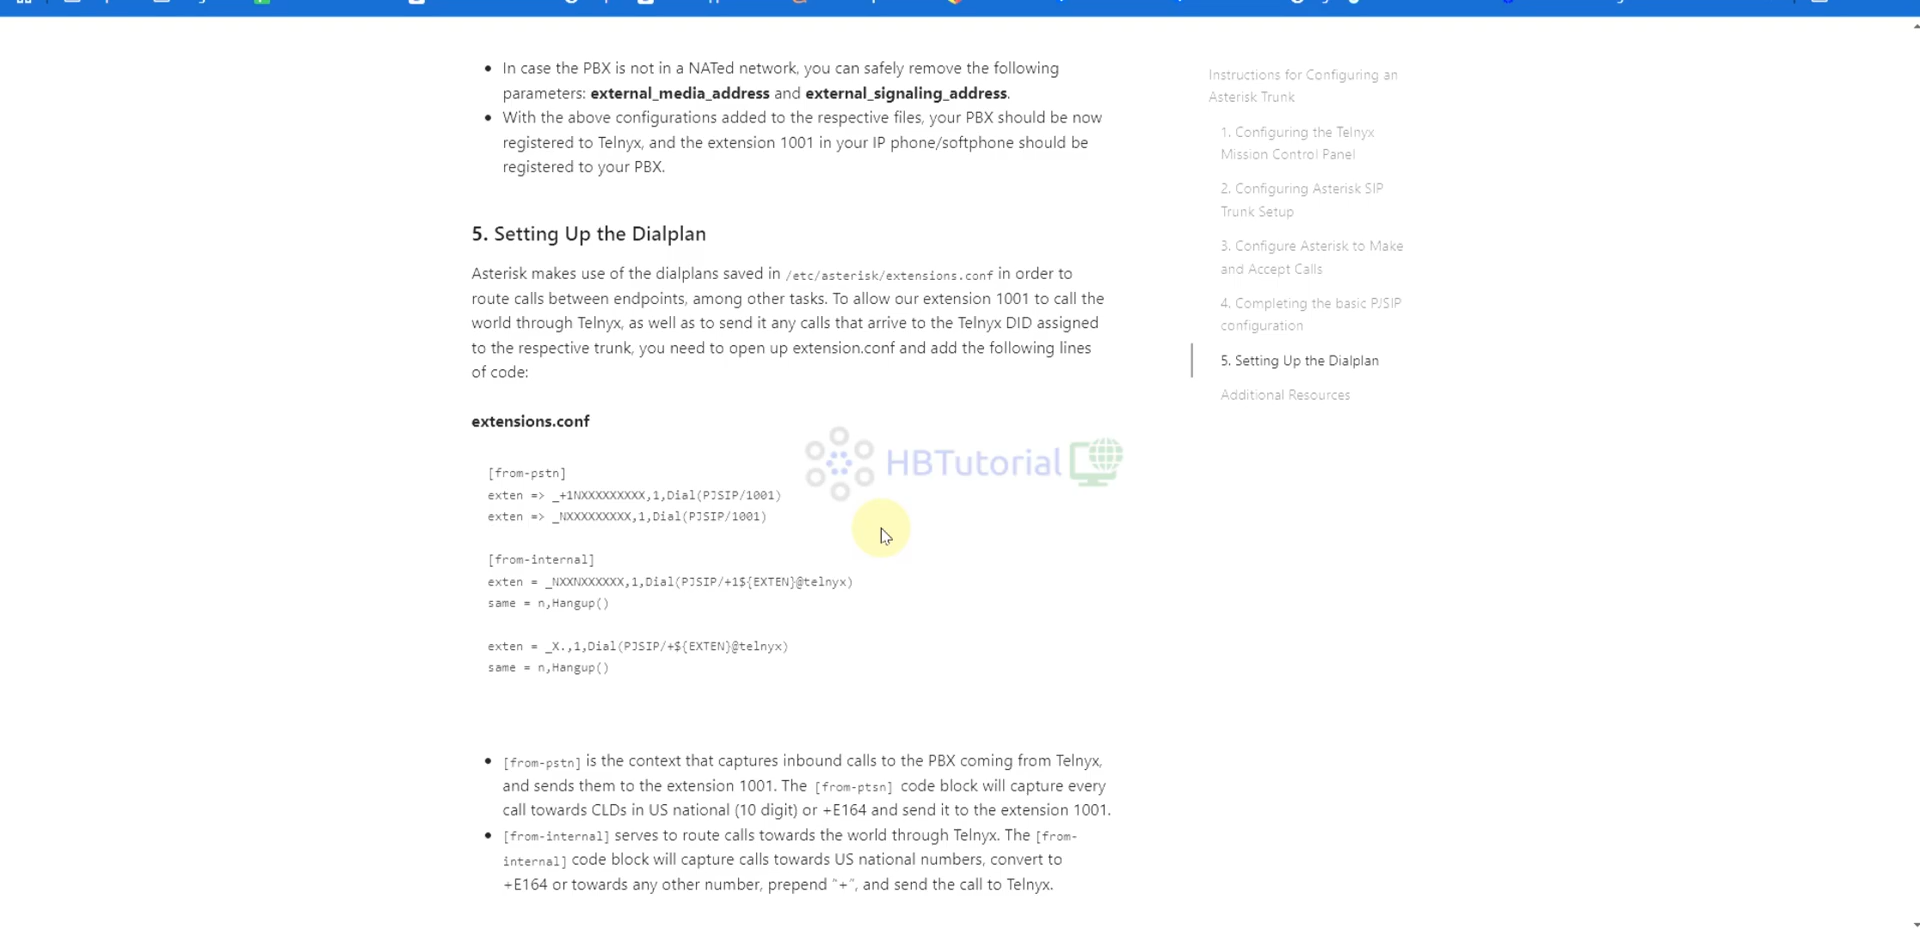 In case the PBX is not in a NATed network, you can safely remove the following
parameters: external_media_address and external_signaling_address.
With the above configurations added to the respective files, your PBX should be now
registered to Telnyx, and the extension 1001 in your IP phone/softphone should be
registered to your PBX.
5. Setting Up the Dialplan
Asterisk makes use of the dialplans saved in /etc/asterisk/extensions.conf in order to
route calls between endpoints, among other tasks. To allow our extension 1001 to call the
world through Telnyx, as well as to send it any calls that arrive to the Telnyx DID assigned
to the respective trunk, you need to open up extension.conf and add the following lines
of code:
extensions.conf
[from-pstn]
exten => _+1NXXXXXXXXX,1,Dial(PJSIP/1001)
exten => _NXXXXXXXXX,1,Dial(PJSIP/1001)
[from-internal]
exten = _NXXNXXXXXX,1,Dial(PJSIP/+1${EXTEN}@telnyx)
same = n,Hangup()
exten = _X.,1,Dial(PJSIP/+${EXTEN}@telnyx)
same = n,Hangup()
[from-pstn] is the context that captures inbound calls to the PBX coming from Telnyx,
and sends them to the extension 1001. The [from-ptsn] code block will capture every
call towards CLDs in US national (10 digit) or +E164 and send it to the extension 1001.
[from-internal] serves to route calls towards the world through Telnyx. The [from-
internal] code block will capture calls towards US national numbers, convert to
+E164 or towards any other number, prepend "+", and send the call to Telnyx.
HBTutorial
Instructions for Configuring an
Asterisk Trunk
1. Configuring the Telnyx
Mission Control Panel
2. Configuring Asterisk SIP
Trunk Setup
3. Configure Asterisk to Make
and Accept Calls
4. Completing the basic PJSIP
configuration
5. Setting Up the Dialplan
Additional Resources